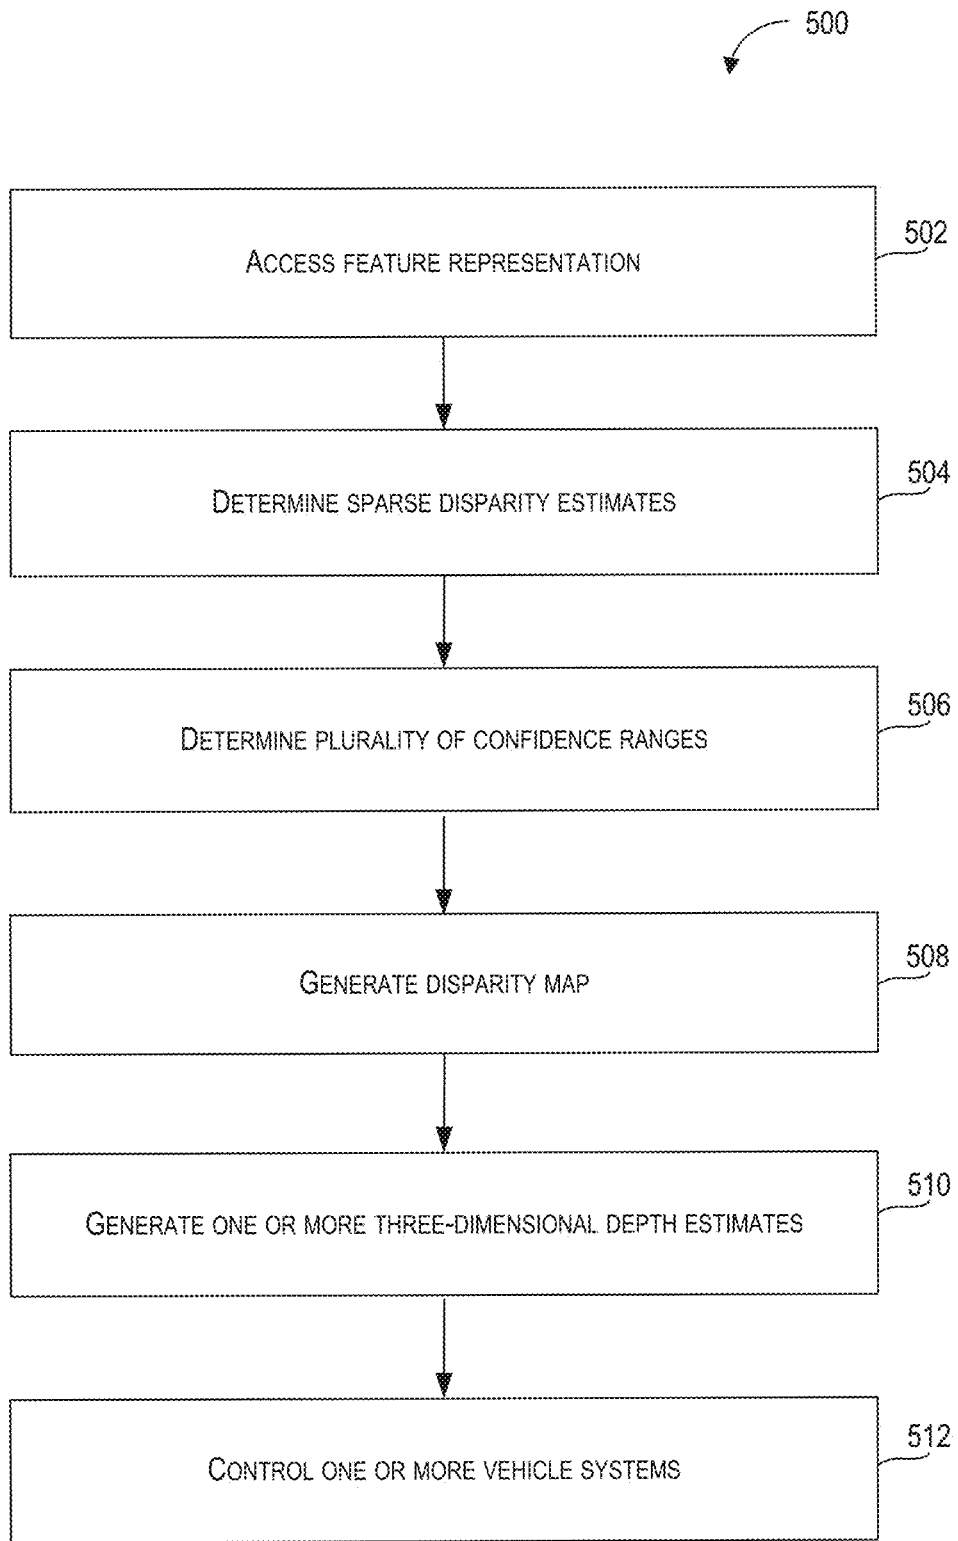 500
ACCESS FEATURE REPRESENTATION
502
DETERMINE SPARSE DISPARITY ESTIMATES
504
DETERMINE PLURALITY OF CONFIDENCE RANGES
506
GENERATE DISPARITY MAP
508
GENERATE ONE OR MORE THREE-DIMENSIONAL DEPTH ESTIMATES
510
CONTROL ONE OR MORE VEHICLE SYSTEMS
512